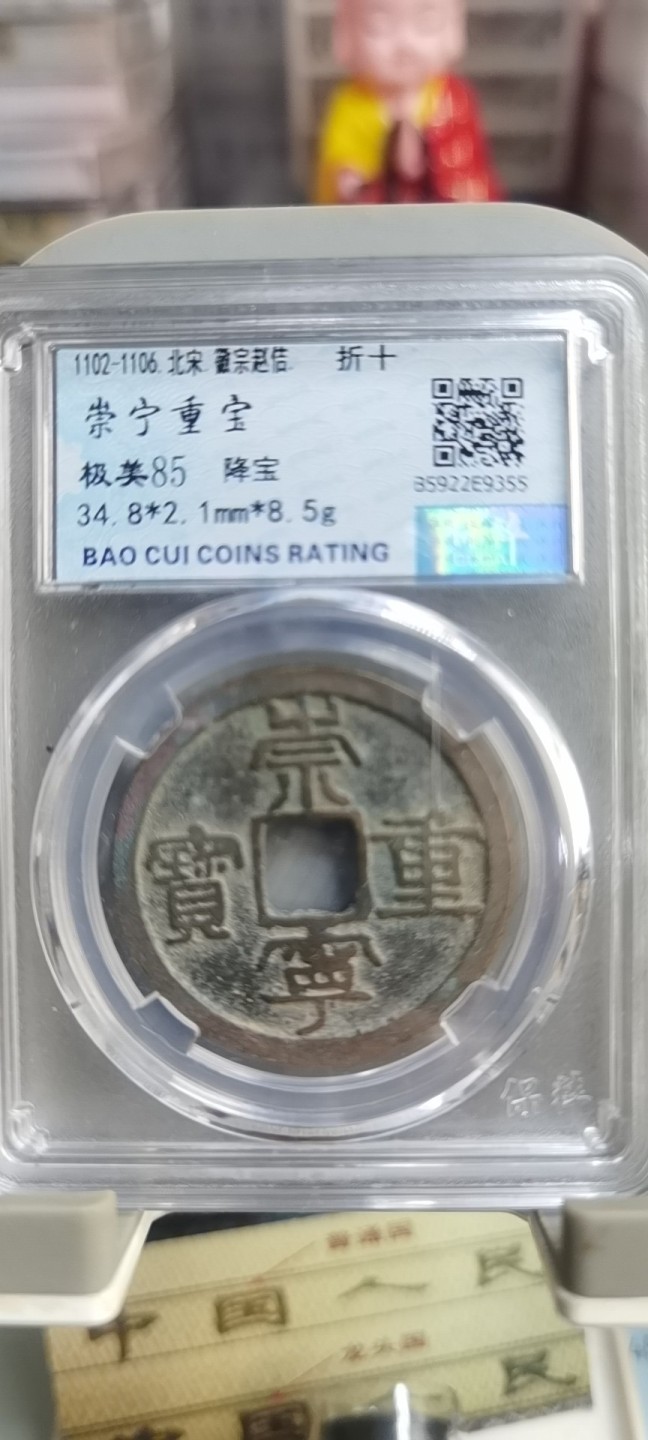 1102-1106.北宋.徽宗赵佶. 折十
崇宁重宝
极美85 降宝
B5922E9355
34.8*2.1mm*8.5g
BAO CUI COINS RATING
崇
寶 重
寧
保粹
中国人民
民